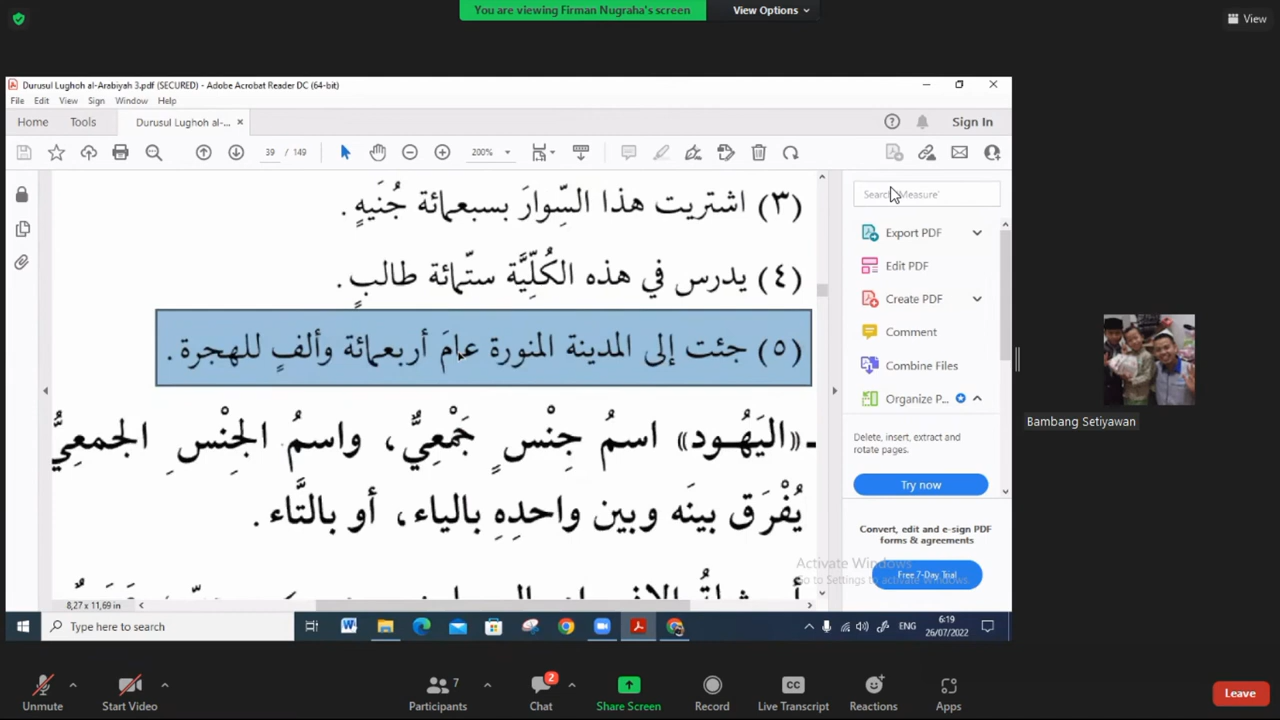 You are viewing Firman Nugraha's screen
View Options
View
Durusul Lughoh al-Arabiyah 3.pdf (SECURED) - Adobe Acrobat Reader DC (64-bit)
File Edit View Sign Window Help
Home Tools Durusul Lughoh al-... × Sign In
39 / 149 200%
(٣) اشتريت هذا السِّوارَ بسبعمائة جُنَيهٍ .
(٤) يدرس في هذه الكُلِّيَّة ستّمائة طالبٍ .
(٥) جئت إلى المدينة المنورة عامَ أربعمائة وألفٍ للهجرة .
ـ «اليَهُود» اسمُ جِنْسٍ جَمْعِيٌّ، واسمُ الجِنْسِ الجمعِيُّ
يُفْرَق بينَه وبين واحدِهِ بالياء، أو بالتَّاء .
Search 'Measure'
Export PDF
Edit PDF
Create PDF
Comment
Combine Files
Organize P...
Delete, insert, extract and
rotate pages.
Try now
Convert, edit and e-sign PDF
forms & agreements
Free 7-Day Trial
Activate Windows
Go to Settings to activate Windows.
8,27 x 11,69 in
Type here to search
ENG
6:19
26/07/2022
Bambang Setiyawan
Unmute
Start Video
7
Participants
2
Chat
Share Screen
Record
CC
Live Transcript
Reactions
Apps
Leave